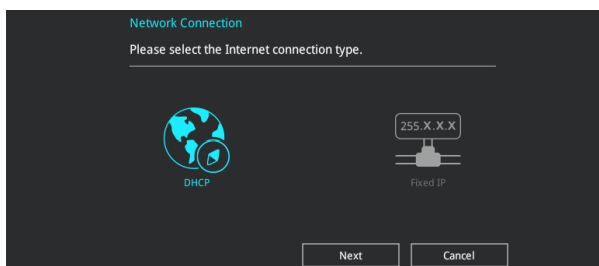 Network Connection
Please select the Internet connection type.
255.X.X.X
DHCP
Fixed IP
Next
Cancel